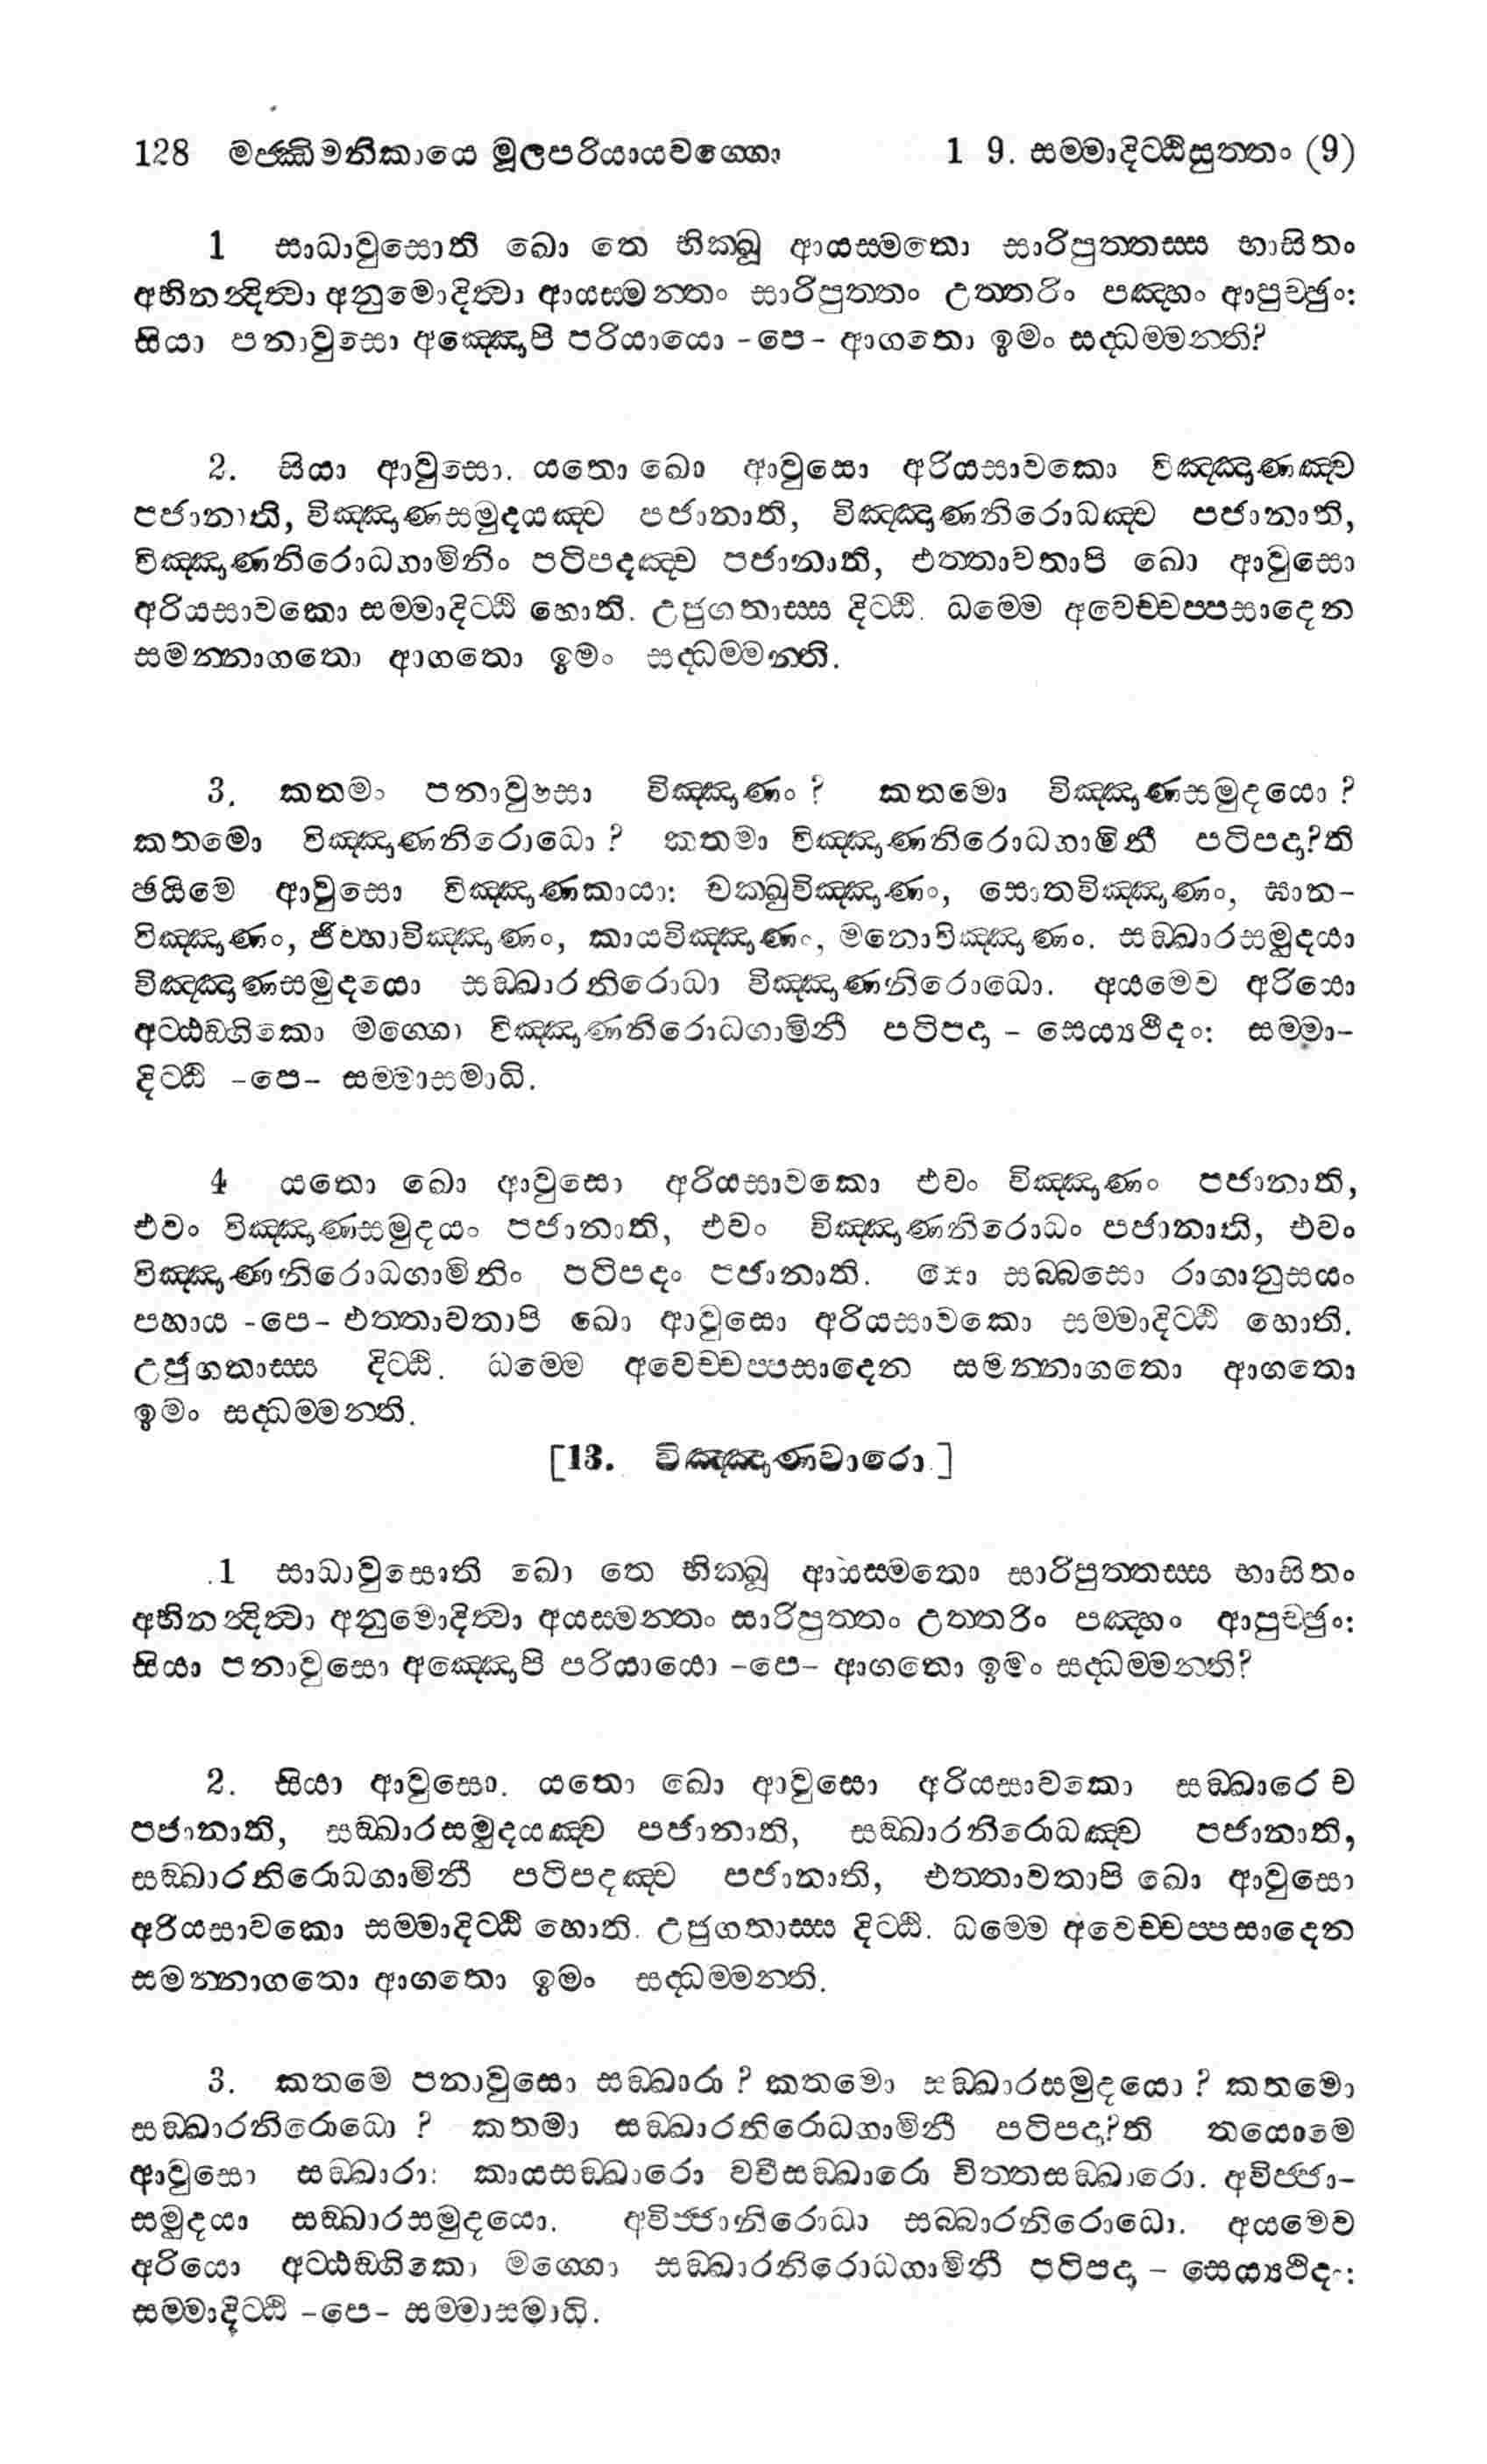 128 මජ්ඣිමනිකායෙ මූලපරියායවග්ගො 1 9. සම්මාදිට්ඨිසුත්තං (9)
1 සාධාවුසොති ඛො තෙ භික්ඛූ ආයස්මතො සාරිපුත්තස්ස භාසිතං
අභිනන්දිත්වා අනුමොදිත්වා ආයස්මන්තං සාරිපුත්තං උත්තරිං පඤ්හං ආපුච්ඡුං:
සියා පනාවුසො අඤ්ඤොපි පරියායො -පෙ- ආගතො ඉමං සද්ධම්මන්ති?
2. සියා ආවුසො. යතො ඛො ආවුසො අරියසාවකො විඤ්ඤාණඤ්ච
පජානාති, විඤ්ඤාණසමුදයඤ්ච පජානාති, විඤ්ඤාණනිරොධඤ්ච පජානාති,
විඤ්ඤාණනිරොධගාමිනිං පටිපදඤ්ච පජානාති, එත්තාවතාපි ඛො ආවුසො
අරියසාවකො සම්මාදිට්ඨි හොති. උජුගතාස්ස දිට්ඨි. ධම්මෙ අවෙච්චප්පසාදෙන
සමන්නාගතො ආගතො ඉමං සද්ධම්මන්ති.
3. කතමං පනාවුසො විඤ්ඤාණං? කතමො විඤ්ඤාණසමුදයො?
කතමො විඤ්ඤාණනිරොධො? කතමා විඤ්ඤාණනිරොධගාමිනී පටිපදා?ති
ඡයිමෙ ආවුසො විඤ්ඤාණකායා: චක්ඛුවිඤ්ඤාණං, සොතවිඤ්ඤාණං, ඝාන-
විඤ්ඤාණං, ජිව්හාවිඤ්ඤාණං, කායවිඤ්ඤාණං, මනොවිඤ්ඤාණං. සඞ්ඛාරසමුදයා
විඤ්ඤාණසමුදයො සඞ්ඛාරනිරොධා විඤ්ඤාණනිරොධො. අයමෙව අරියො
අට්ඨඞ්ගිකො මග්ගො විඤ්ඤාණනිරොධගාමිනී පටිපදා - සෙය්‍යථිදං: සම්මා-
දිට්ඨි -පෙ- සම්මාසමාධි.
4 යතො ඛො ආවුසො අරියසාවකො එවං විඤ්ඤාණං පජානාති,
එවං විඤ්ඤාණසමුදයං පජානාති, එවං විඤ්ඤාණනිරොධං පජානාති, එවං
විඤ්ඤාණනිරොධගාමිනිං පටිපදං පජානාති. සො සබ්බසො රාගානුසයං
පහාය -පෙ- එත්තාවතාපි ඛො ආවුසො අරියසාවකො සම්මාදිට්ඨි හොති.
උජුගතාස්ස දිට්ඨි. ධම්මෙ අවෙච්චප්පසාදෙන සමන්නාගතො ආගතො
ඉමං සද්ධම්මන්ති.
[13. විඤ්ඤාණවාරො.]
.1 සාධාවුසොති ඛො තෙ භික්ඛූ ආයස්මතො සාරිපුත්තස්ස භාසිතං
අභිනන්දිත්වා අනුමොදිත්වා අයස්මන්තං සාරිපුත්තං උත්තරිං පඤ්හං ආපුච්ඡුං:
සියා පනාවුසො අඤ්ඤොපි පරියායො -පෙ- ආගතො ඉමං සද්ධම්මන්ති?
2. සියා ආවුසො. යතො ඛො ආවුසො අරියසාවකො සඞ්ඛාරෙ ච
පජානාති, සඞ්ඛාරසමුදයඤ්ච පජානාති, සඞ්ඛාරනිරොධඤ්ච පජානාති,
සඞ්ඛාරනිරොධගාමිනී පටිපදඤ්ච පජානාති, එත්තාවතාපි ඛො ආවුසො
අරියසාවකො සම්මාදිට්ඨි හොති. උජුගතාස්ස දිට්ඨි. ධම්මෙ අවෙච්චප්පසාදෙන
සමන්නාගතො ආගතො ඉමං සද්ධම්මන්ති.
3. කතමෙ පනාවුසො සඞ්ඛාරා? කතමො සඞ්ඛාරසමුදයො? කතමො
සඞ්ඛාරනිරොධො? කතමා සඞ්ඛාරනිරොධගාමිනී පටිපදා?ති තයොමෙ
ආවුසො සඞ්ඛාරා: කායසඞ්ඛාරො වචීසඞ්ඛාරො චිත්තසඞ්ඛාරො. අවිජ්ජා-
සමුදයා සඞ්ඛාරසමුදයො. අවිජ්ජානිරොධා සබ්බාරනිරොධො. අයමෙව
අරියො අට්ඨඞ්ගිකො මග්ගො සඞ්ඛාරනිරොධගාමිනී පටිපදා - සෙය්‍යථිදං:
සම්මාදිට්ඨි -පෙ- සම්මාසමාධි.